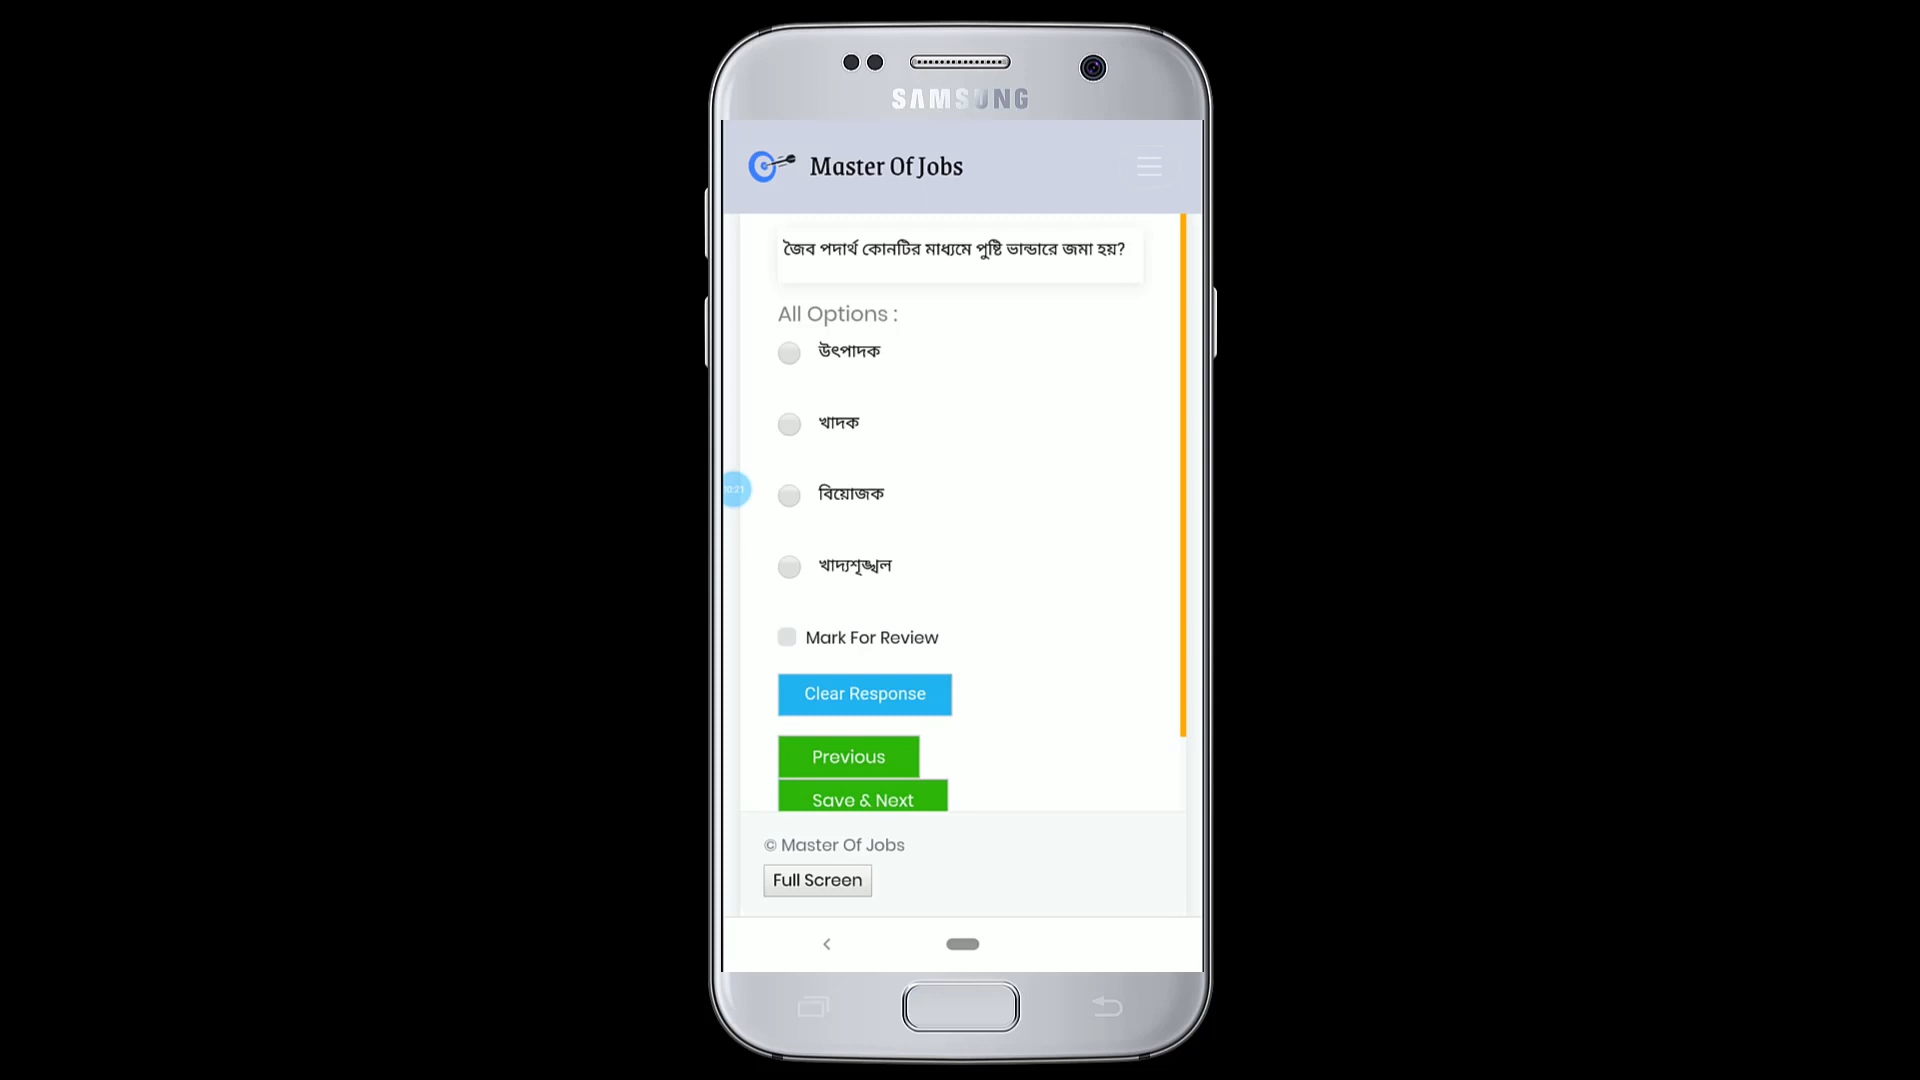 SAMSUNG
Master Of Jobs
জৈব পদার্থ কোনটির মাধ্যমে পুষ্টি ভান্ডারে জমা হয়?
All Options :
উৎপাদক
খাদক
বিয়োজক
খাদ্যশৃঙ্খল
Mark For Review
Clear Response
Previous
Save & Next
© Master Of Jobs
Full Screen